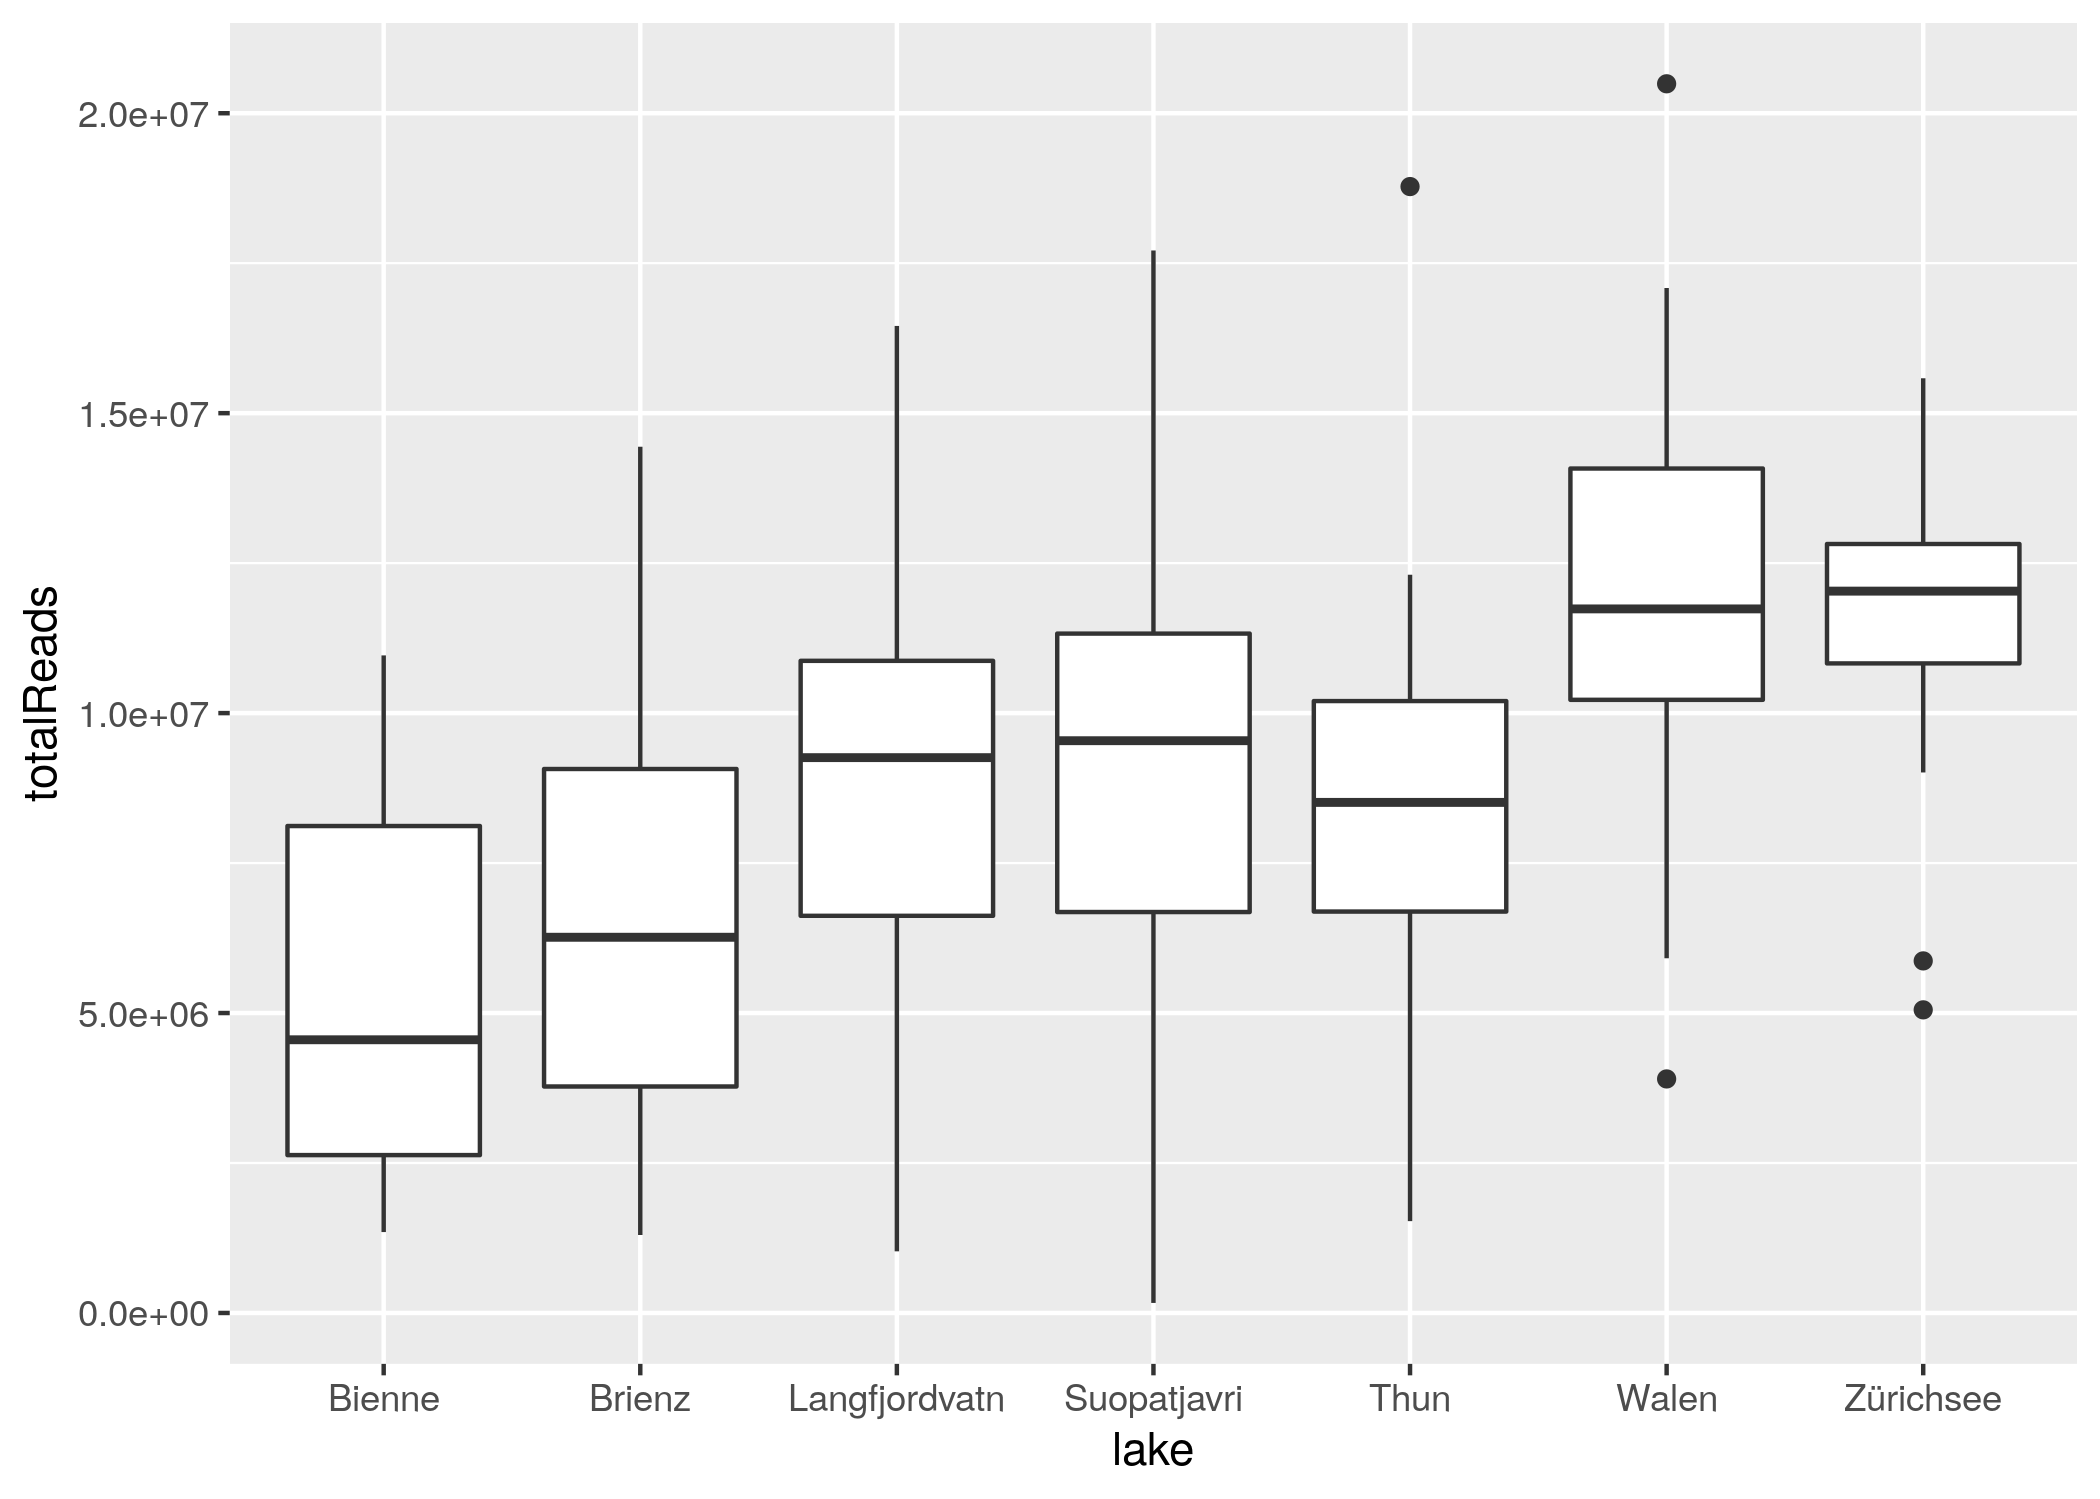 totalReads
2.0e+07
1.5e+07
1.0e+07
5.0e+06
0.0e+00
Bienne Brienz Langfjordvatn Suopatjavri Thun Walen Zürichsee
lake